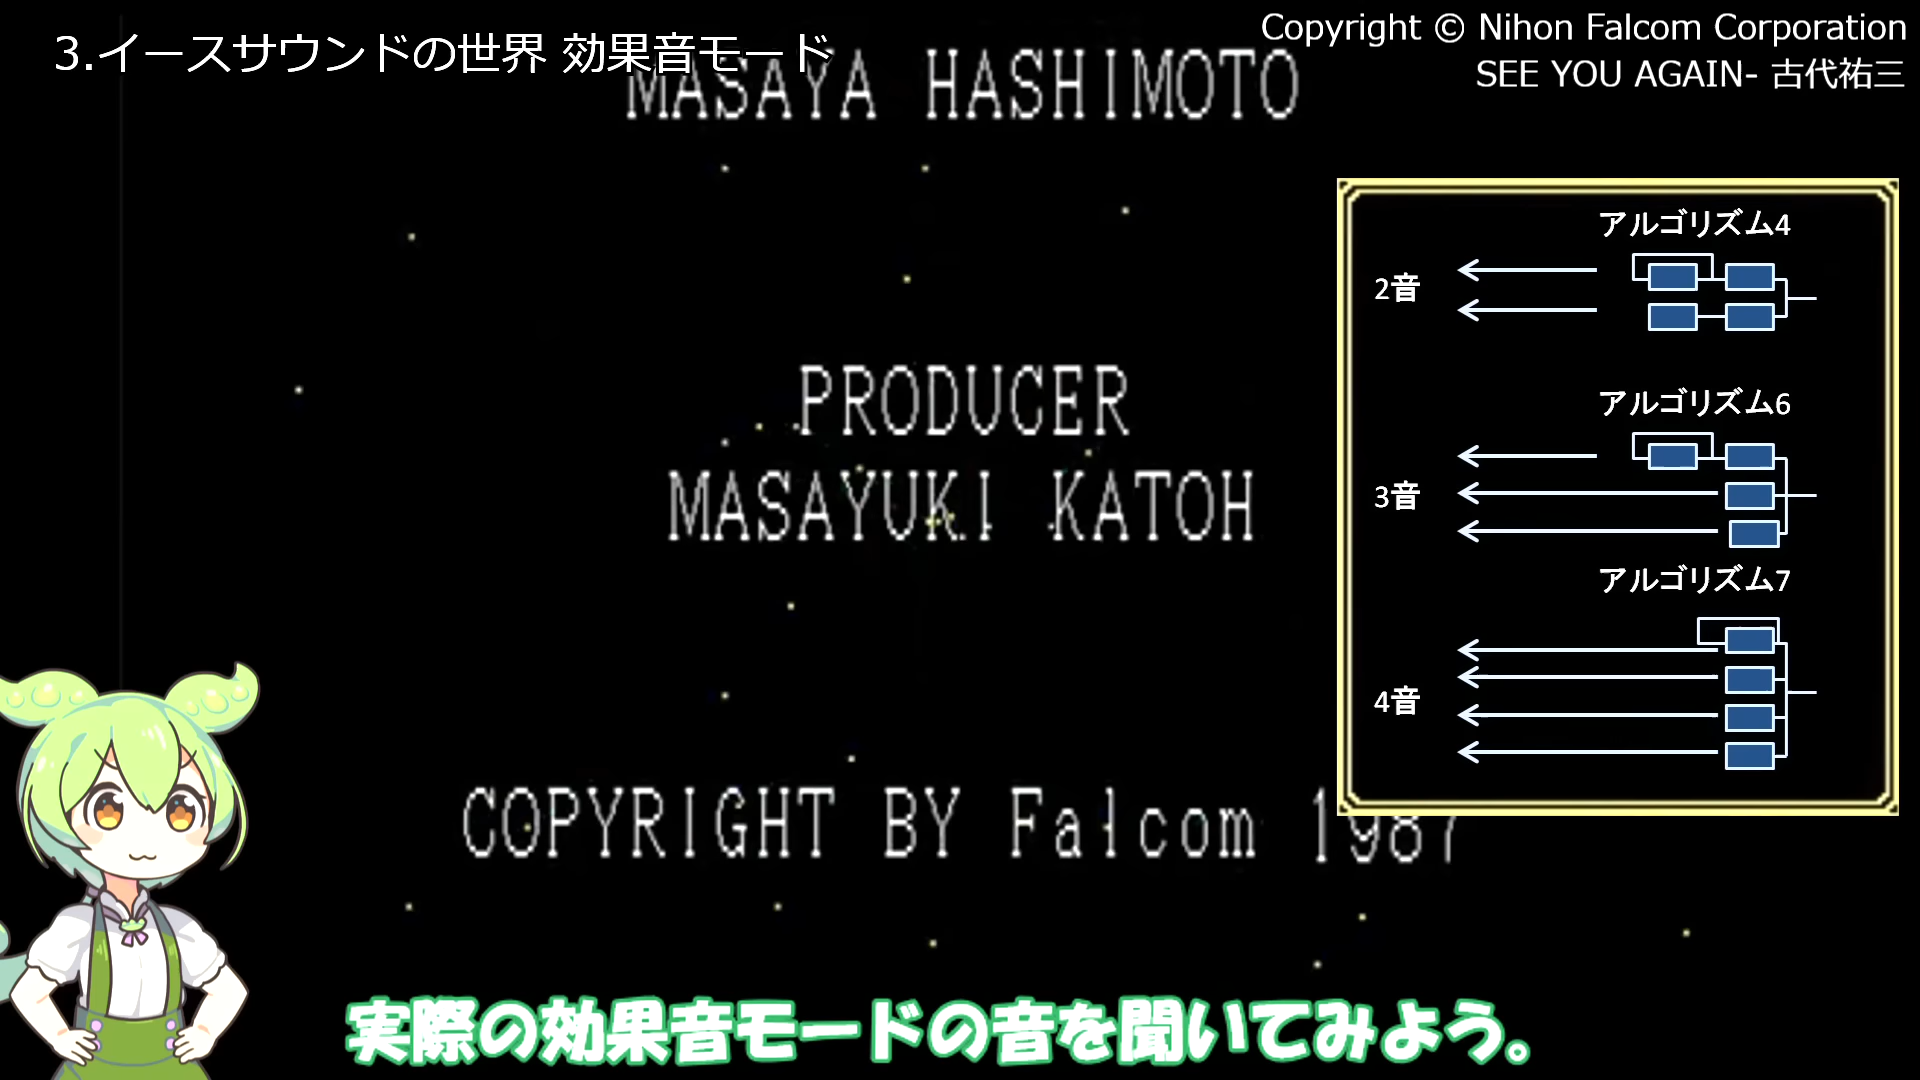 3.イースサウンドの世界 効果音モード
Copyright © Nihon Falcom Corporation
SEE YOU AGAIN- 古代祐三
MASAYA HASHIMOTO
PRODUCER
MASAYUKI KATOH
COPYRIGHT BY Falcom 1987
アルゴリズム4
2音
アルゴリズム6
3音
アルゴリズム7
4音
実際の効果音モードの音を聞いてみよう。